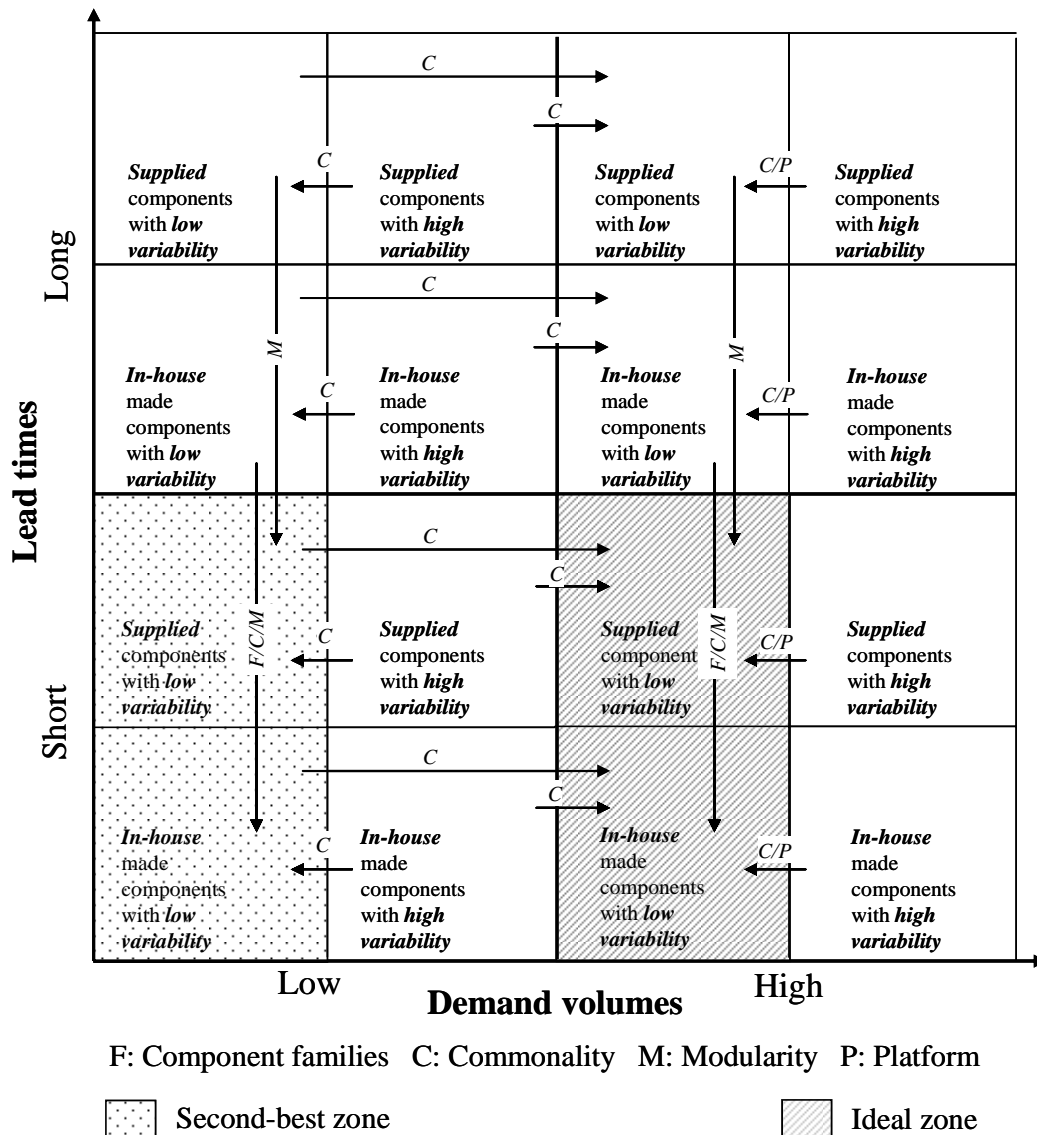 C
C
C
C/P
Supplied
components
with low
variability
Supplied
components
with high
variability
Supplied
components
with low
variability
Supplied
components
with high
variability
Long
C
C
M
M
C
C/P
In-house
made
components
with low
variability
In-house
made
components
with high
variability
In-house
made
components
with low
variability
In-house
made
components
with high
variability
Lead times
C
C
F/C/M
F/C/M
C
C/P
Supplied
components
with low
variability
Supplied
components
with high
variability
Supplied
component
with low
variability
Supplied
components
with high
variability
Short
C
C
C
C/P
In-house
made
components
with low
variability
In-house
made
components
with high
variability
In-house
made
components
with low
variability
In-house
made
components
with high
variability
Low
High
Demand volumes
F: Component families C: Commonality M: Modularity P: Platform
Second-best zone
Ideal zone